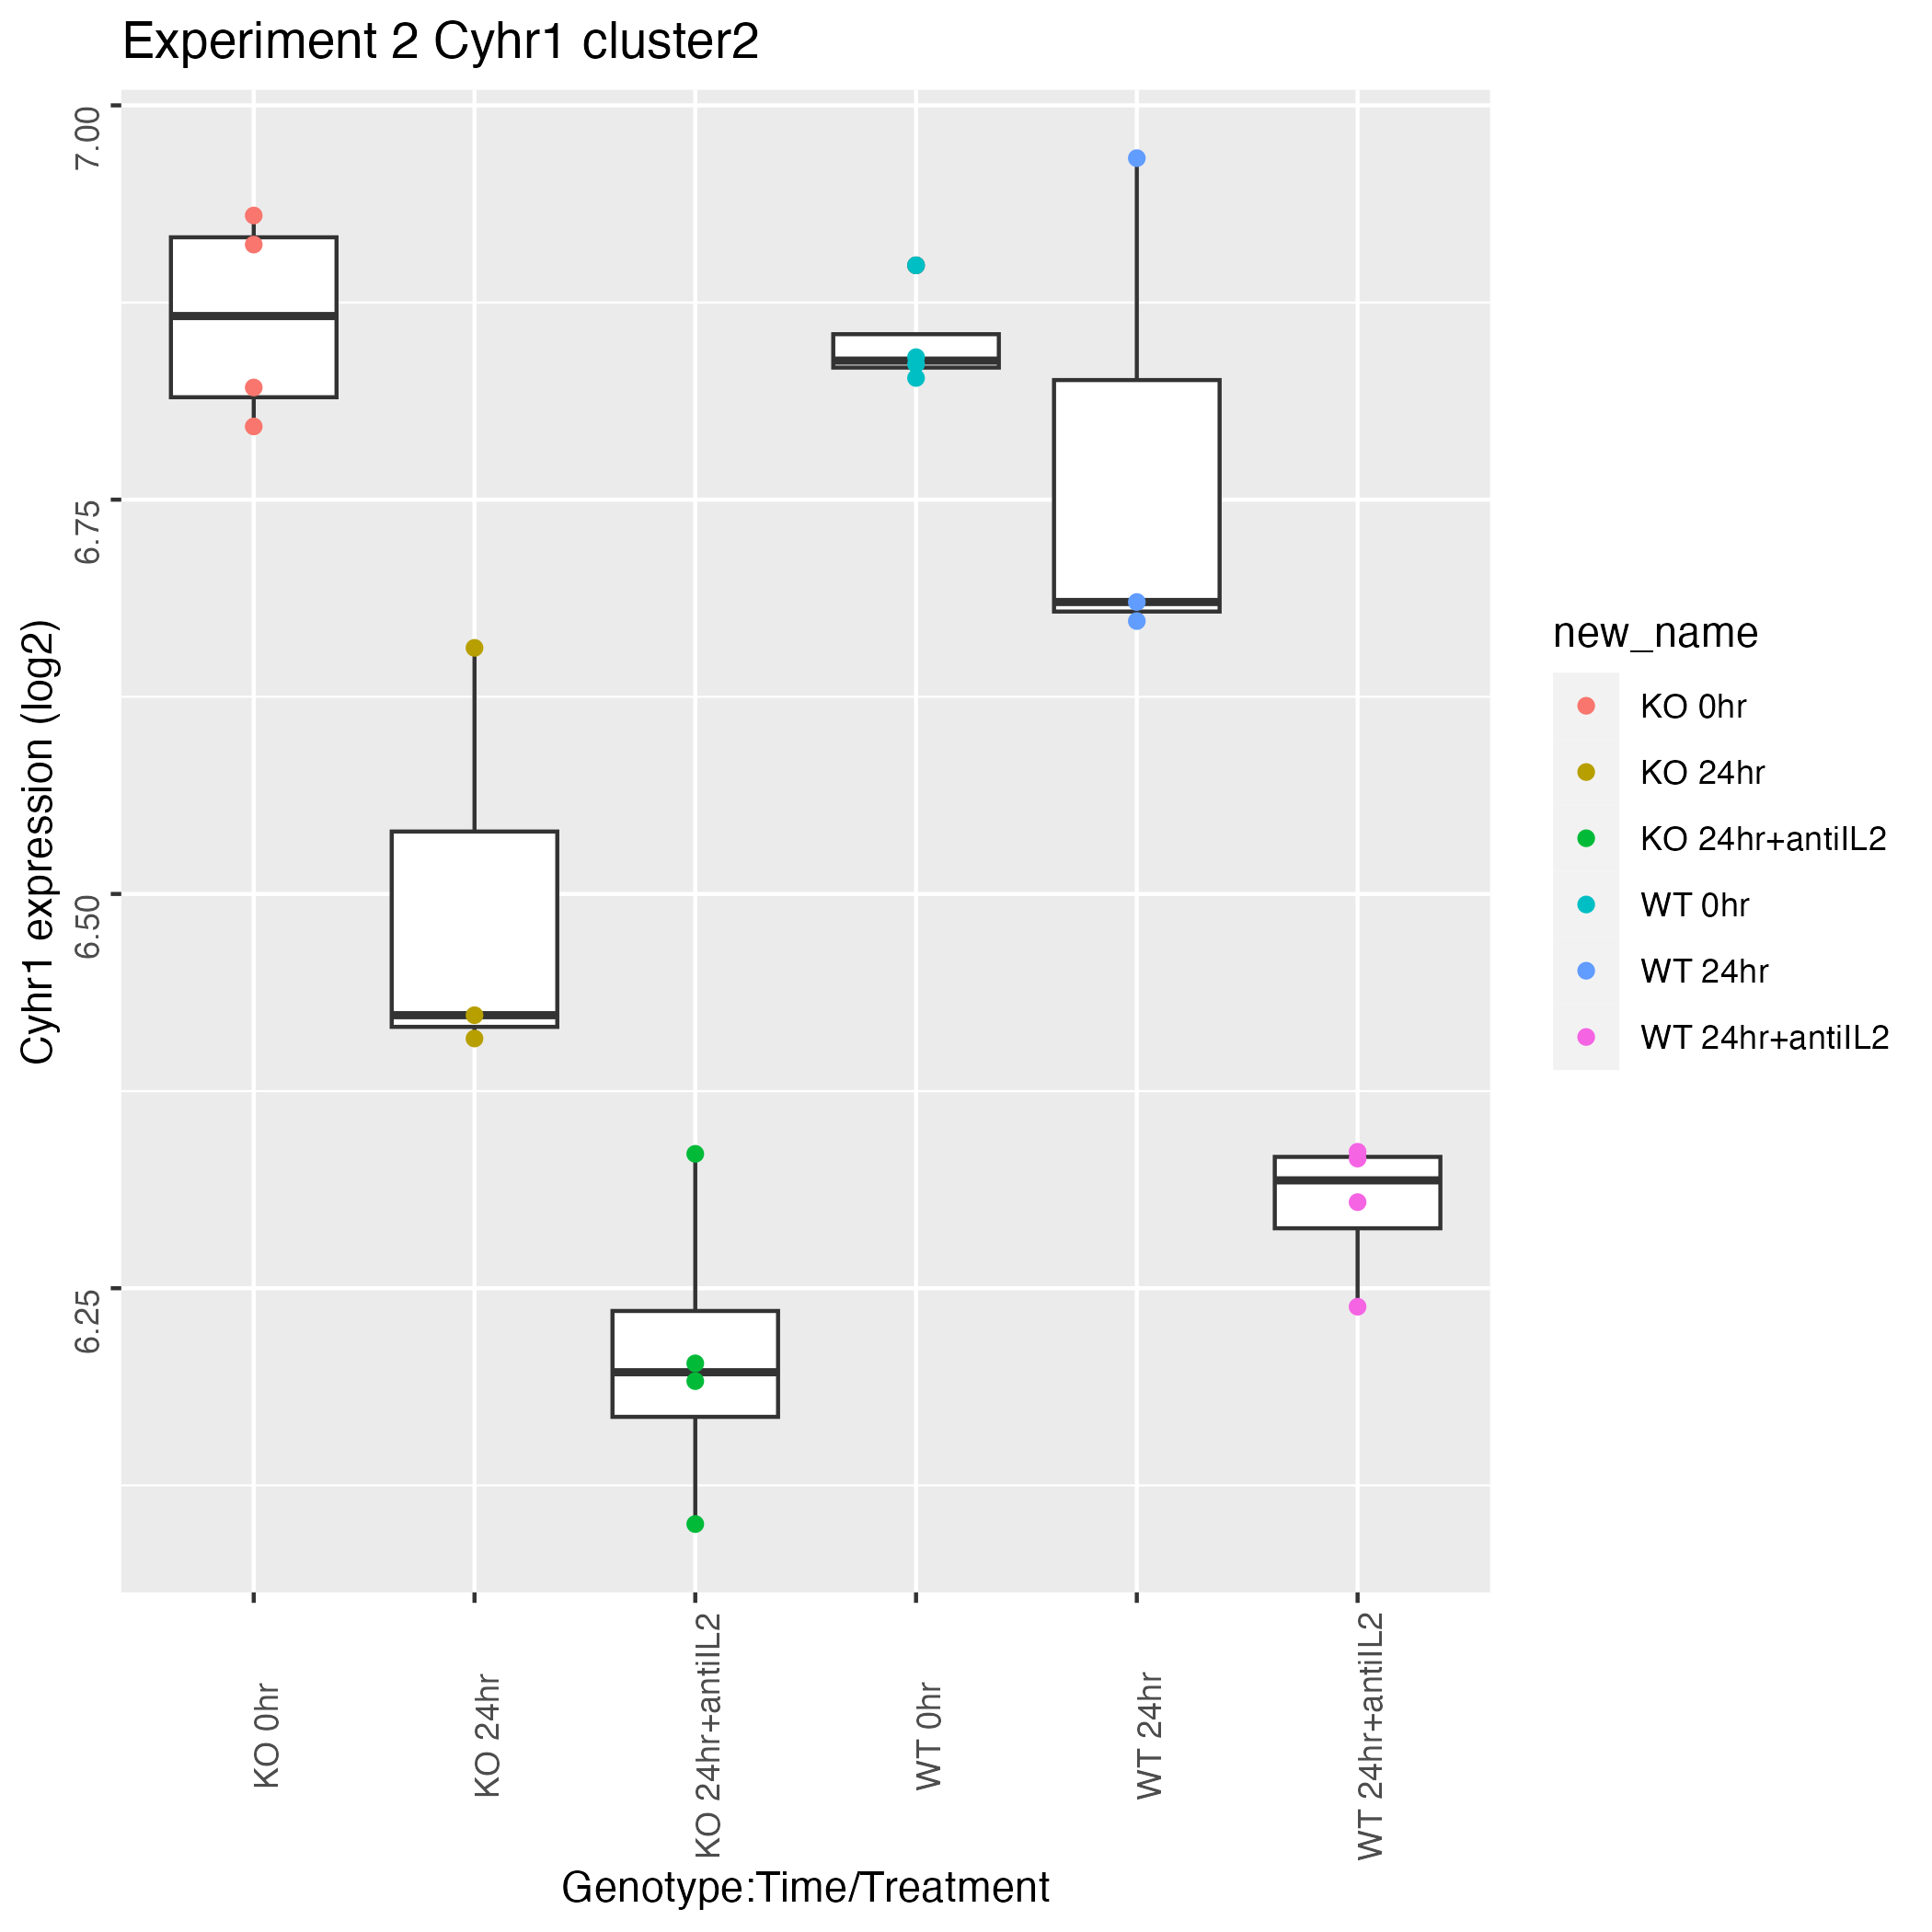 Experiment 2 Cyhr1 cluster2
Cyhr1 expression (log2)
7.00
6.75
6.50
6.25
KO 0hr
KO 24hr
KO 24hr+antiIL2
WT 0hr
WT 24hr
WT 24hr+antiIL2
Genotype:Time/Treatment
new_name
KO 0hr
KO 24hr
KO 24hr+antiIL2
WT 0hr
WT 24hr
WT 24hr+antiIL2